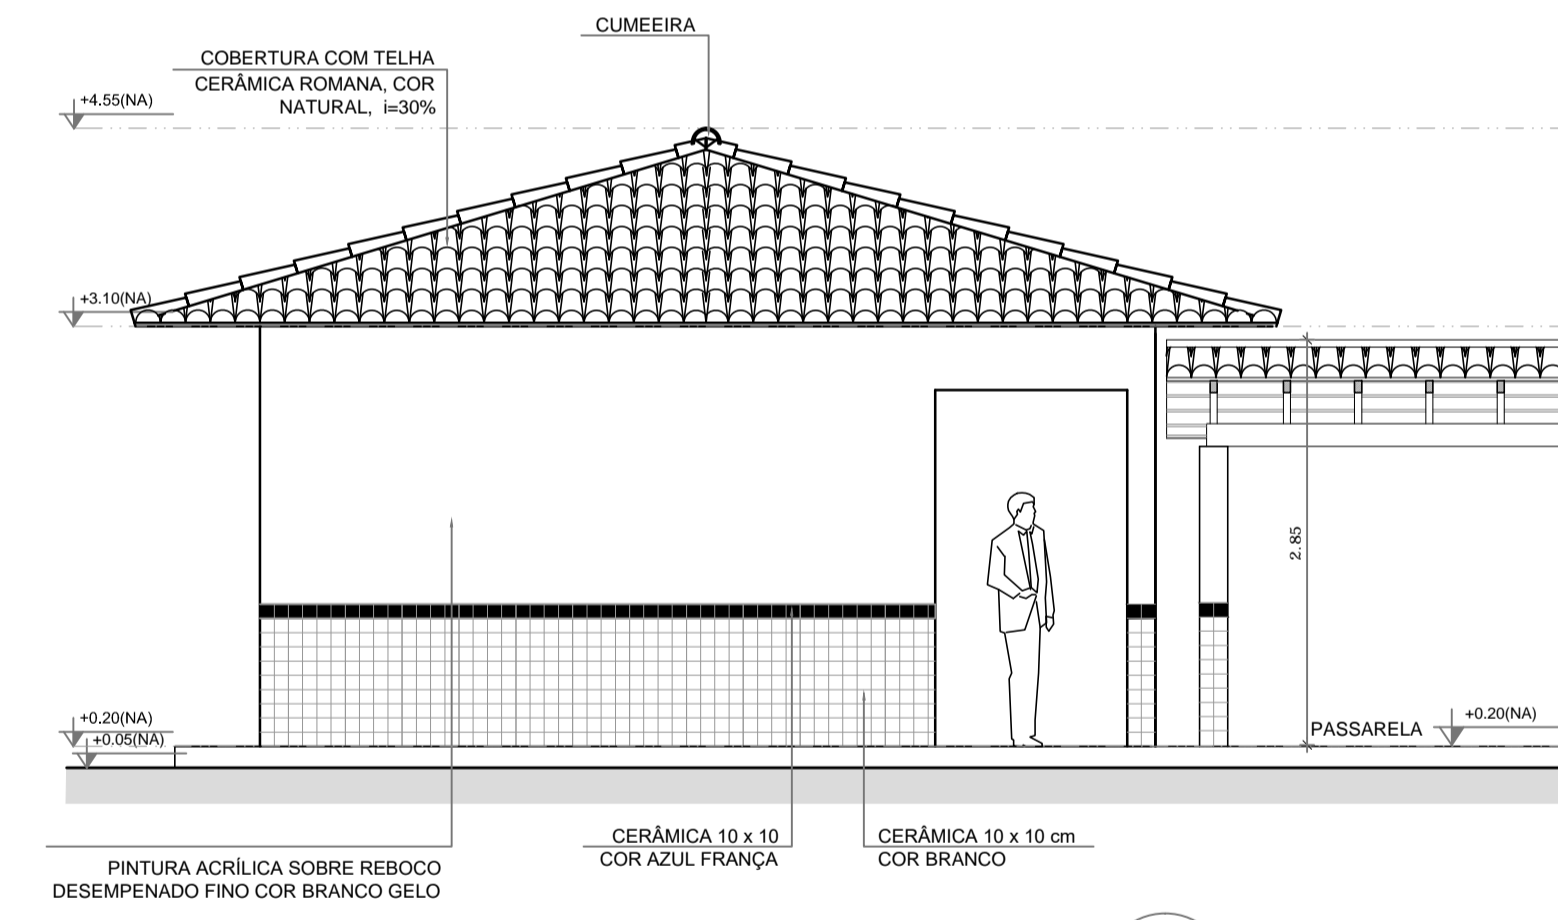 CUMEEIRA
COBERTURA COM TELHA
CERÂMICA ROMANA, COR
NATURAL, i=30%
+4.55(NA)
+3.10(NA)
2.85
+0.20(NA)
+0.05(NA)
PASSARELA
+0.20(NA)
CERÂMICA 10 x 10
COR AZUL FRANÇA
CERÂMICA 10 x 10 cm
COR BRANCO
PINTURA ACRÍLICA SOBRE REBOCO
DESEMPENADO FINO COR BRANCO GELO